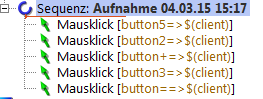 Sequenz: Aufnahme 04.03.15 15:17
Mausklick [button5=>$(client)]
Mausklick [button2=>$(client)]
Mausklick [button+=>$(client)]
Mausklick [button3=>$(client)]
Mausklick [button==>$(client)]